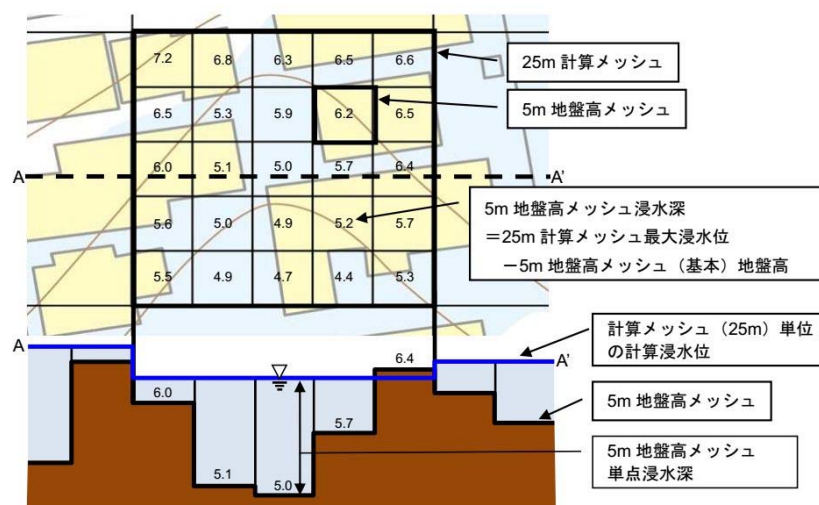 7.2 6.8 6.3 6.5 6.6
25m 計算メッシュ
6.5 5.3 5.9 6.2 6.5
5m 地盤高メッシュ
6.0 5.1 5.0 5.7 6.4
A A’
5.6 5.0 4.9 5.2 5.7
5m 地盤高メッシュ浸水深
=25m 計算メッシュ最大浸水位
-5m 地盤高メッシュ(基本)地盤高
5.5 4.9 4.7 4.4 5.3
計算メッシュ(25m)単位
の計算浸水位
A A’
6.4
6.0
5.7
5.1
5.0
5m 地盤高メッシュ
5m 地盤高メッシュ
単点浸水深